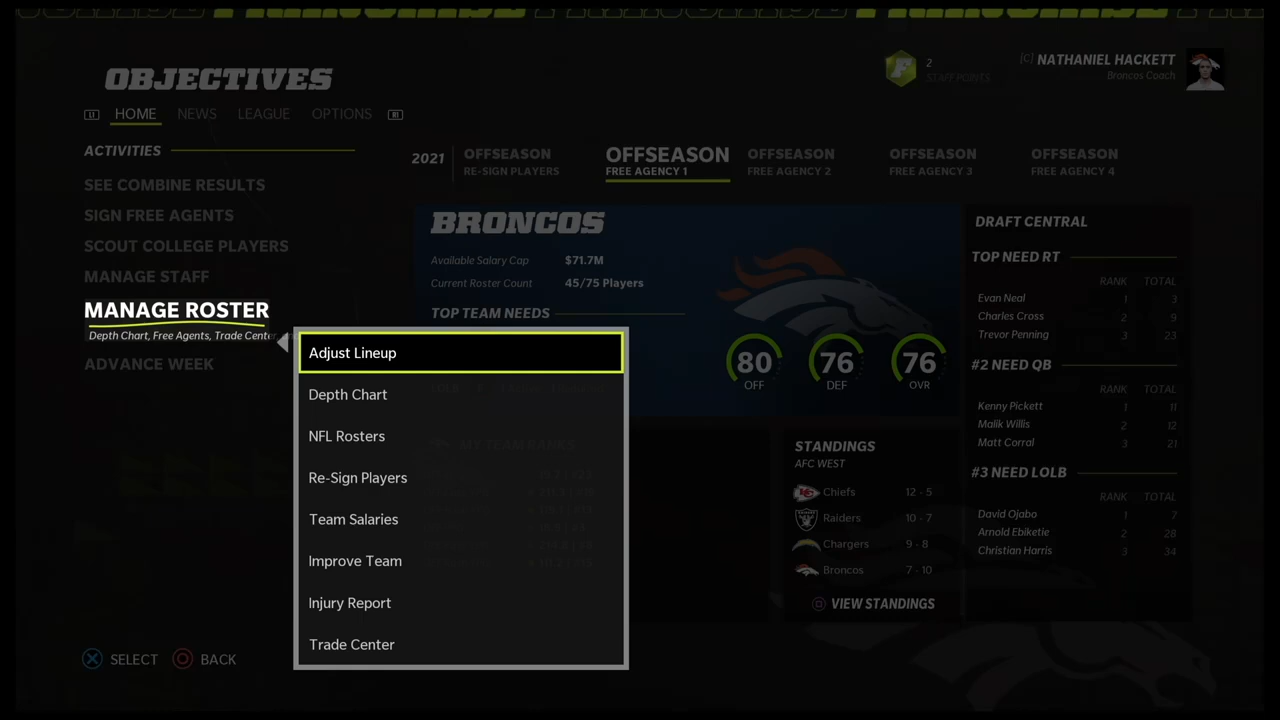 OBJECTIVES
2
STAFF POINTS
[C] NATHANIEL HACKETT
Broncos Coach
L1 HOME NEWS LEAGUE OPTIONS R1
ACTIVITIES
SEE COMBINE RESULTS
SIGN FREE AGENTS
SCOUT COLLEGE PLAYERS
MANAGE STAFF
MANAGE ROSTER
Depth Chart, Free Agents, Trade
ADVANCE WEEK
Adjust Lineup
Depth Chart
NFL Rosters
Re-Sign Players
Team Salaries
Improve Team
Injury Report
Trade Center
SELECT BACK
2021
OFFSEASON
RE-SIGN PLAYERS
OFFSEASON
FREE AGENCY 1
OFFSEASON
FREE AGENCY 2
OFFSEASON
FREE AGENCY 3
OFFSEASON
FREE AGENCY 4
BRONCOS
Available Salary Cap $71.7M
Current Roster Count 45/75 Players
TOP TEAM NEEDS
80 76 76
OFF DEF OVR
MY TEAM RANKS
STANDINGS
AFC WEST
Chiefs 12 - 5
Raiders 10 - 7
Chargers 9 - 8
Broncos 7 - 10
VIEW STANDINGS
DRAFT CENTRAL
TOP NEED RT
RANK TOTAL
Evan Neal 1 3
Charles Cross 2 9
Trevor Penning 3 23
#2 NEED QB
RANK TOTAL
Kenny Pickett 1 11
Malik Willis 2 12
Matt Corral 3 21
#3 NEED LOLB
RANK TOTAL
David Ojabo 1 7
Arnold Ebiketie 2 28
Christian Harris 3 34